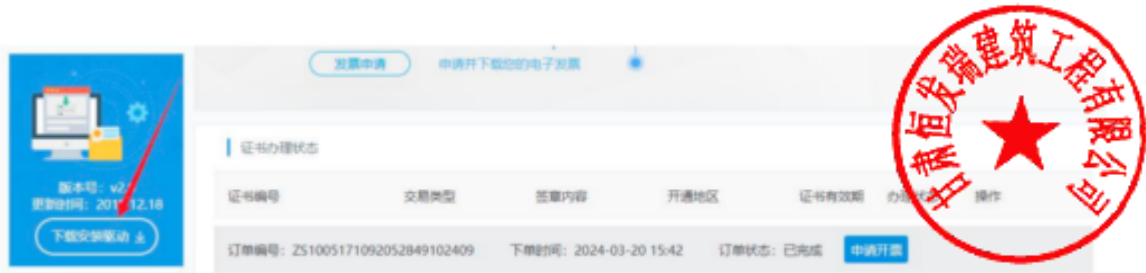 发票申请 申请并下载您的电子发票
证书办理状态
版本号：v2.
更新时间：201 12.18
下载安装驱动
证书编号 交易类型 签章内容 开通地区 证书有效期 办理状态 操作
订单编号：ZS1005171092052849102409 下单时间：2024-03-20 15:42 订单状态：已完成 申请开票
甘肃恒发瑞建筑工程有限公司